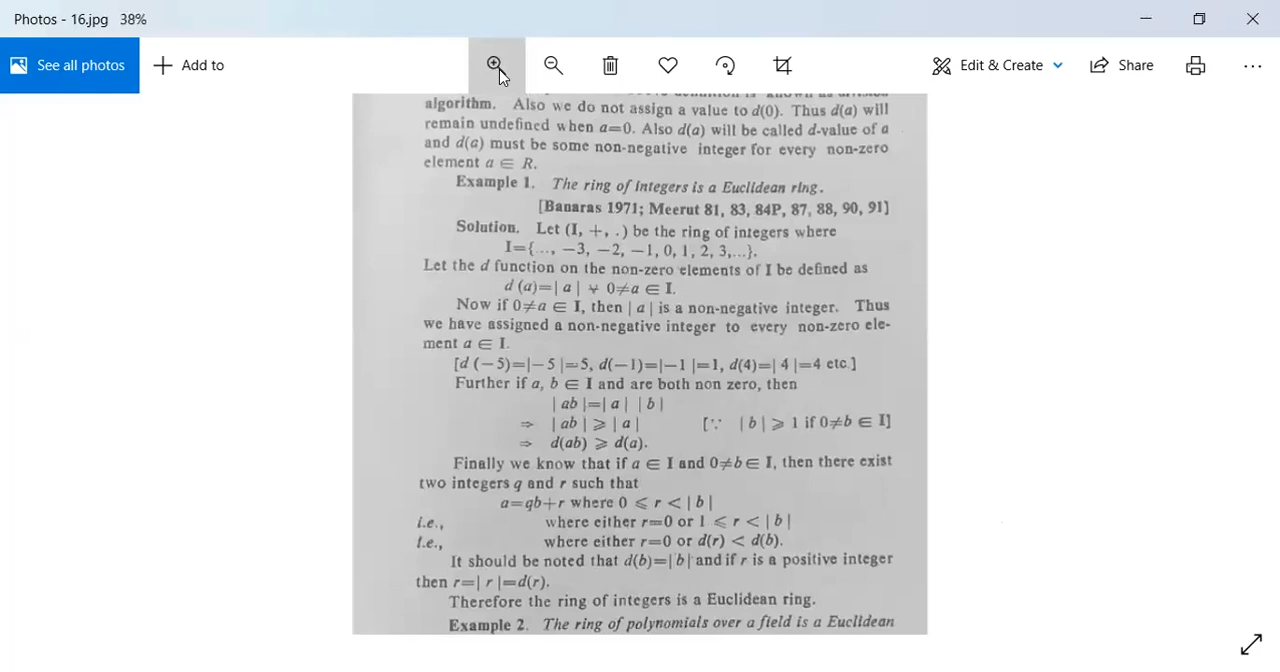 Photos - 16.jpg 38%
See all photos
Add to
Edit & Create
Share
algorithm. Also we do not assign a value to d(0). Thus d(a) will
remain undefined when a=0. Also d(a) will be called d-value of a
and d(a) must be some non-negative integer for every non-zero
element a ∈ R.
Example 1. The ring of integers is a Euclidean ring.
[Banaras 1971; Meerut 81, 83, 84P, 87, 88, 90, 91]
Solution. Let (I, +, .) be the ring of integers where
I={..., −3, −2, −1, 0, 1, 2, 3,...}.
Let the d function on the non-zero elements of I be defined as
d (a)=| a | ∀ 0≠a ∈ I.
Now if 0≠a ∈ I, then | a | is a non-negative integer. Thus
we have assigned a non-negative integer to every non-zero ele-
ment a ∈ I.
[d (−5)=|−5 |=5, d(−1)=|−1 |=1, d(4)=| 4 |=4 etc.]
Further if a, b ∈ I and are both non zero, then
| ab |=| a | | b |
⇒ | ab | ⩾ | a | [∵ | b | ⩾ 1 if 0≠b ∈ I]
⇒ d(ab) ⩾ d(a).
Finally we know that if a ∈ I and 0≠b ∈ I, then there exist
two integers q and r such that
a=qb+r where 0 ⩽ r < | b |
i.e., where either r=0 or 1 ⩽ r < | b |
i.e., where either r=0 or d(r) < d(b).
It should be noted that d(b)=| b | and if r is a positive integer
then r=| r |=d(r).
Therefore the ring of integers is a Euclidean ring.
Example 2. The ring of polynomials over a field is a Euclidean